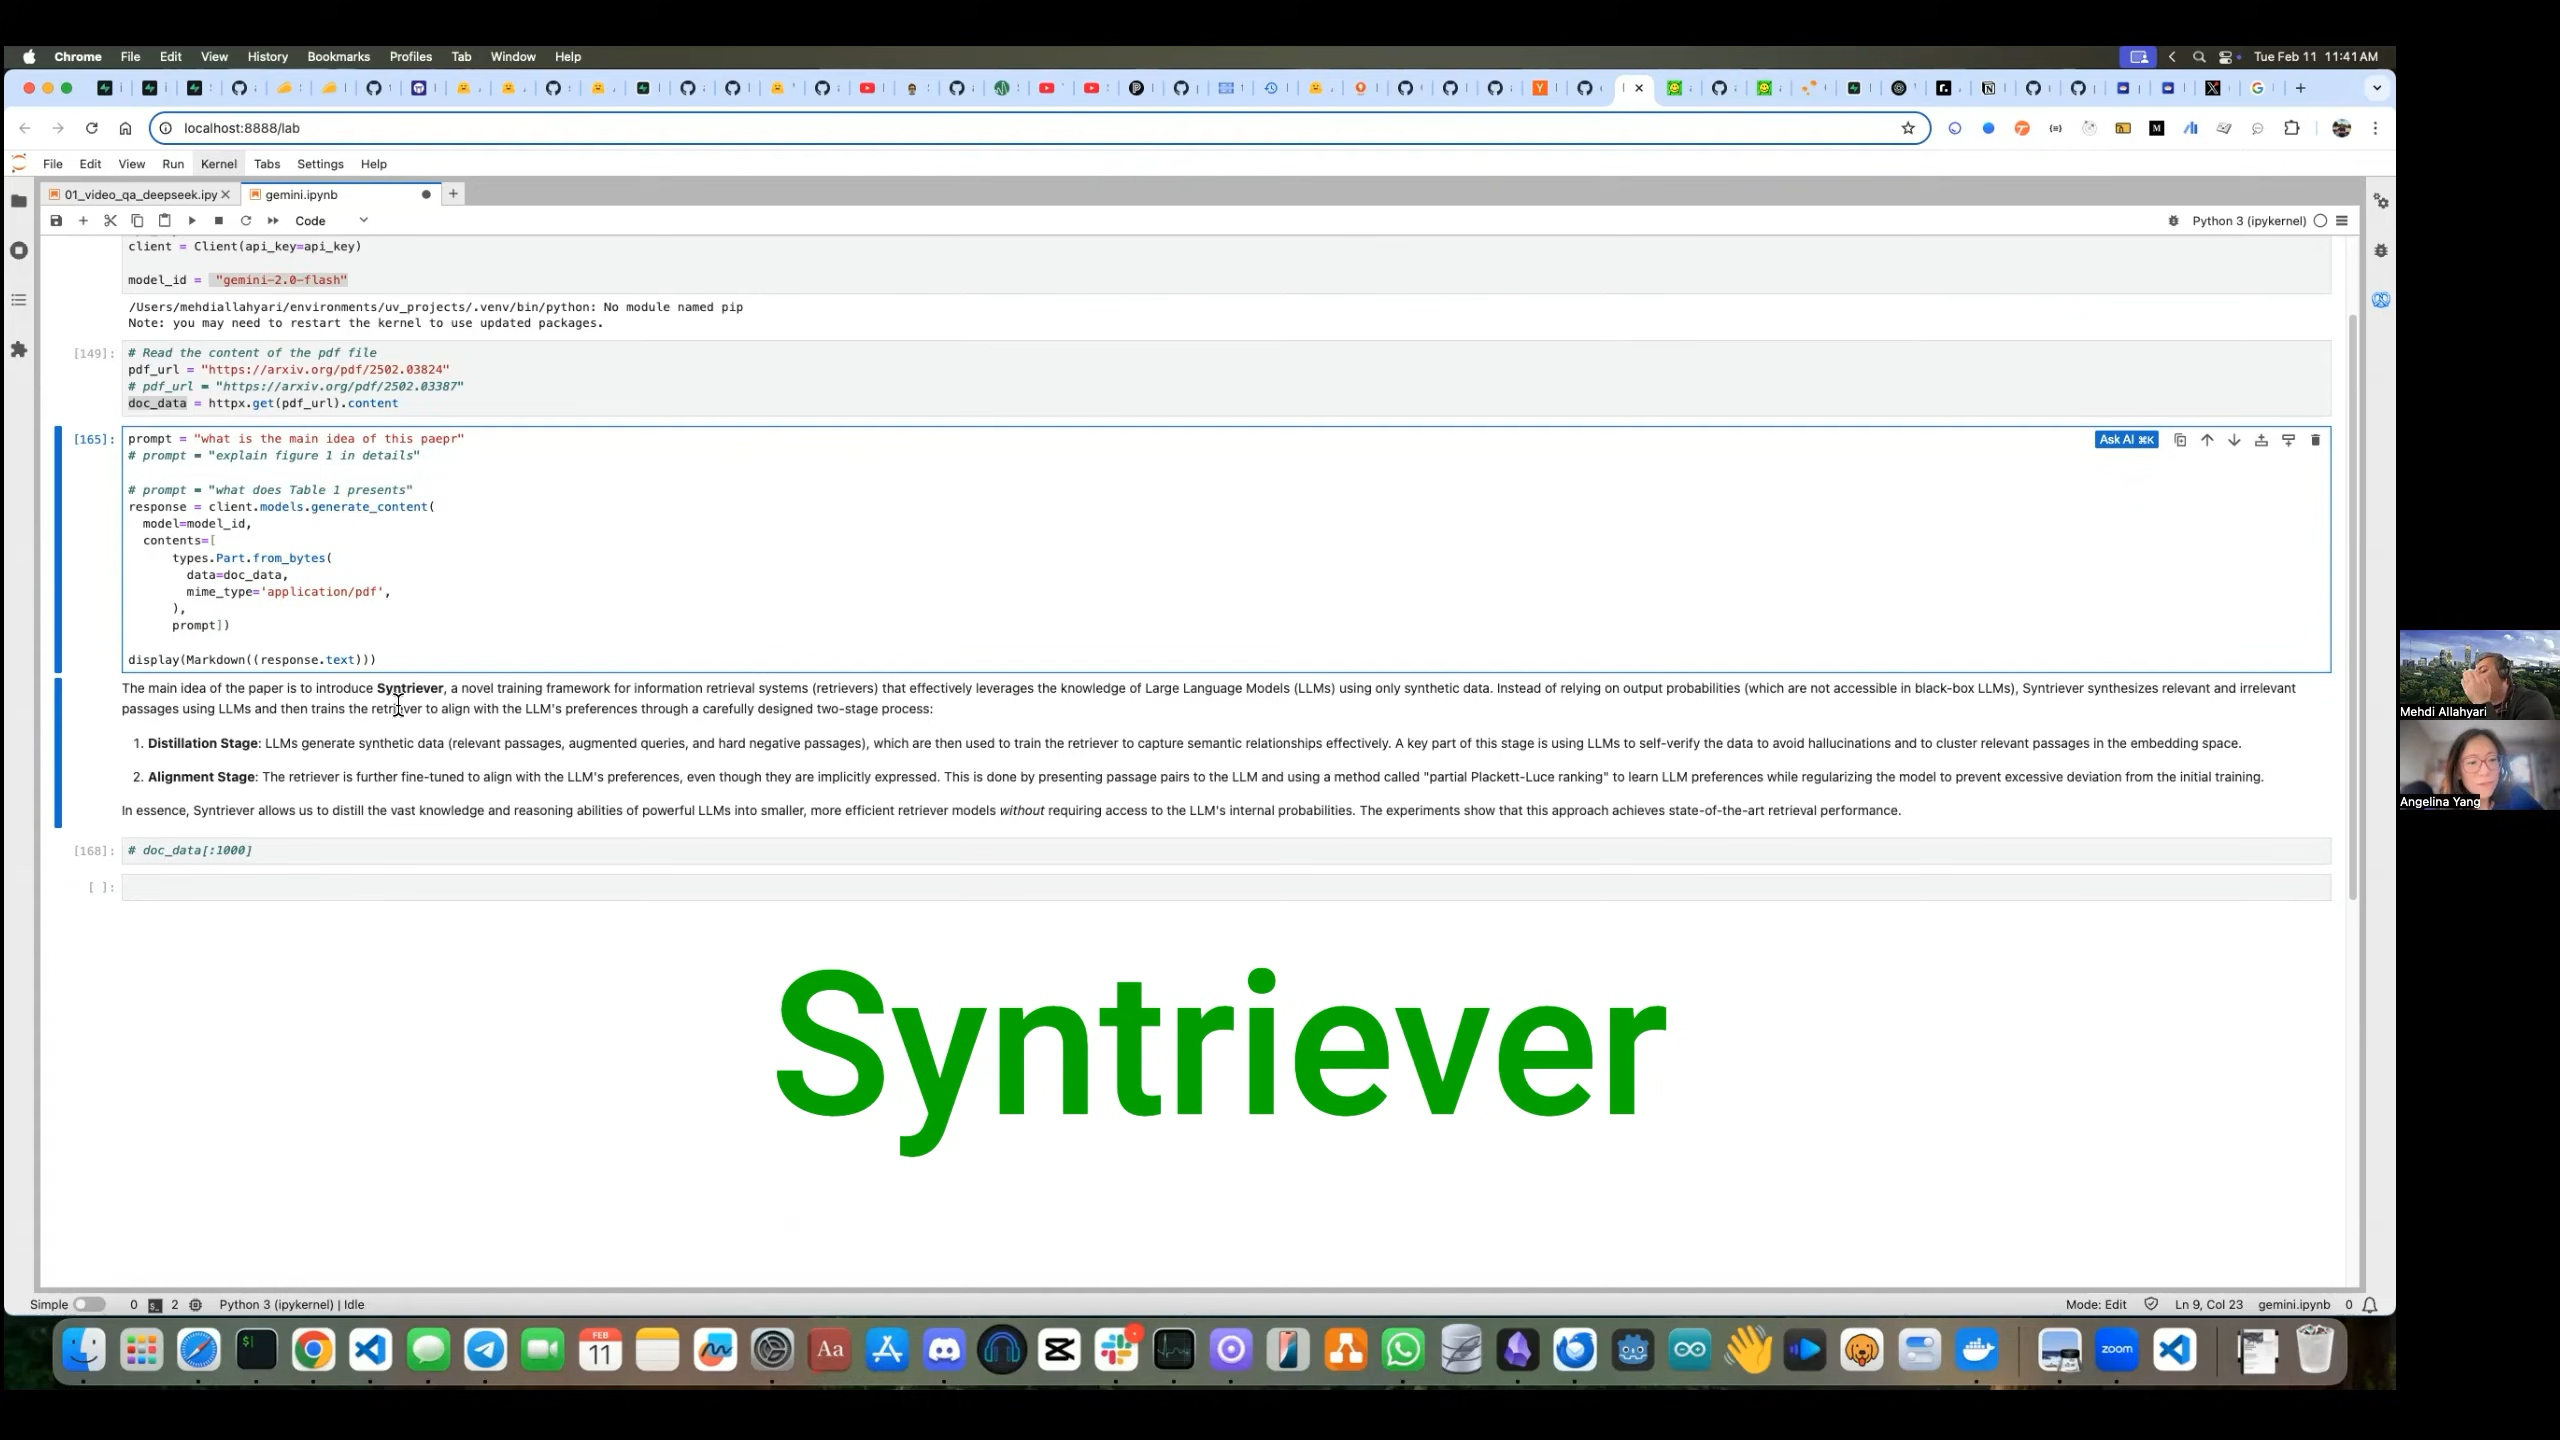 Chrome File Edit View History Bookmarks Profiles Tab Window Help
Tue Feb 11 11:41 AM
localhost:8888/lab
File Edit View Run Kernel Tabs Settings Help
01_video_qa_deepseek.ipy
gemini.ipynb
Code
Python 3 (ipykernel)
client = Client(api_key=api_key)
model_id = "gemini-2.0-flash"
/Users/mehdiallahyari/environments/uv_projects/.venv/bin/python: No module named pip
Note: you may need to restart the kernel to use updated packages.
[149]:
# Read the content of the pdf file
pdf_url = "https://arxiv.org/pdf/2502.03824"
# pdf_url = "https://arxiv.org/pdf/2502.03387"
doc_data = httpx.get(pdf_url).content
[165]:
prompt = "what is the main idea of this paepr"
Ask AI ⌘K
# prompt = "explain figure 1 in details"
# prompt = "what does Table 1 presents"
response = client.models.generate_content(
model=model_id,
contents=[
types.Part.from_bytes(
data=doc_data,
mime_type='application/pdf',
),
prompt])
display(Markdown((response.text)))
The main idea of the paper is to introduce Syntriever, a novel training framework for information retrieval systems (retrievers) that effectively leverages the knowledge of Large Language Models (LLMs) using only synthetic data. Instead of relying on output probabilities (which are not accessible in black-box LLMs), Syntriever synthesizes relevant and irrelevant
passages using LLMs and then trains the retriever to align with the LLM's preferences through a carefully designed two-stage process:
1. Distillation Stage: LLMs generate synthetic data (relevant passages, augmented queries, and hard negative passages), which are then used to train the retriever to capture semantic relationships effectively. A key part of this stage is using LLMs to self-verify the data to avoid hallucinations and to cluster relevant passages in the embedding space.
2. Alignment Stage: The retriever is further fine-tuned to align with the LLM's preferences, even though they are implicitly expressed. This is done by presenting passage pairs to the LLM and using a method called "partial Plackett-Luce ranking" to learn LLM preferences while regularizing the model to prevent excessive deviation from the initial training.
In essence, Syntriever allows us to distill the vast knowledge and reasoning abilities of powerful LLMs into smaller, more efficient retriever models without requiring access to the LLM's internal probabilities. The experiments show that this approach achieves state-of-the-art retrieval performance.
[168]:
# doc_data[:1000]
[ ]:
Syntriever
Mehdi Allahyari
Angelina Yang
Simple 0 2 Python 3 (ipykernel) | Idle
Mode: Edit Ln 9, Col 23 gemini.ipynb 0
FEB
11
Aa
zoom